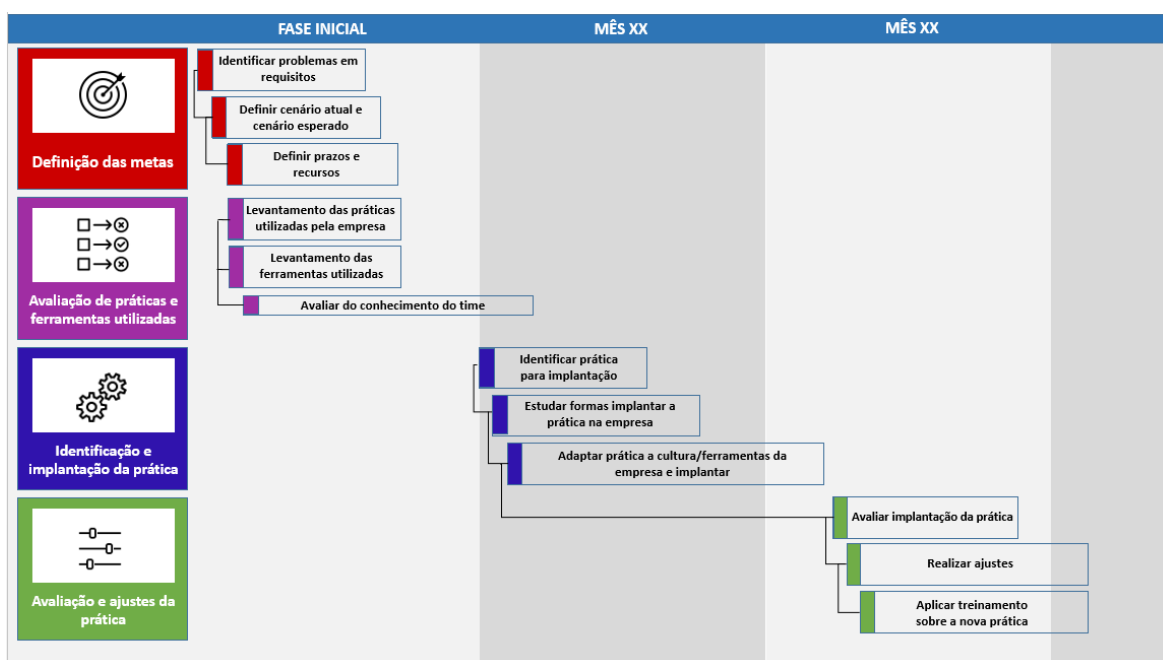 FASE INICIAL
MÊS XX
MÊS XX
Definição das metas
Identificar problemas em
requisitos
Definir cenário atual e
cenário esperado
Definir prazos e
recursos
Avaliação de práticas e
ferramentas utilizadas
Levantamento das práticas
utilizadas pela empresa
Levantamento das
ferramentas utilizadas
Avaliar do conhecimento do time
Identificação e
implantação da prática
Identificar prática
para implantação
Estudar formas implantar a
prática na empresa
Adaptar prática a cultura/ferramentas da
empresa e implantar
Avaliação e ajustes da
prática
Avaliar implantação da prática
Realizar ajustes
Aplicar treinamento
sobre a nova prática